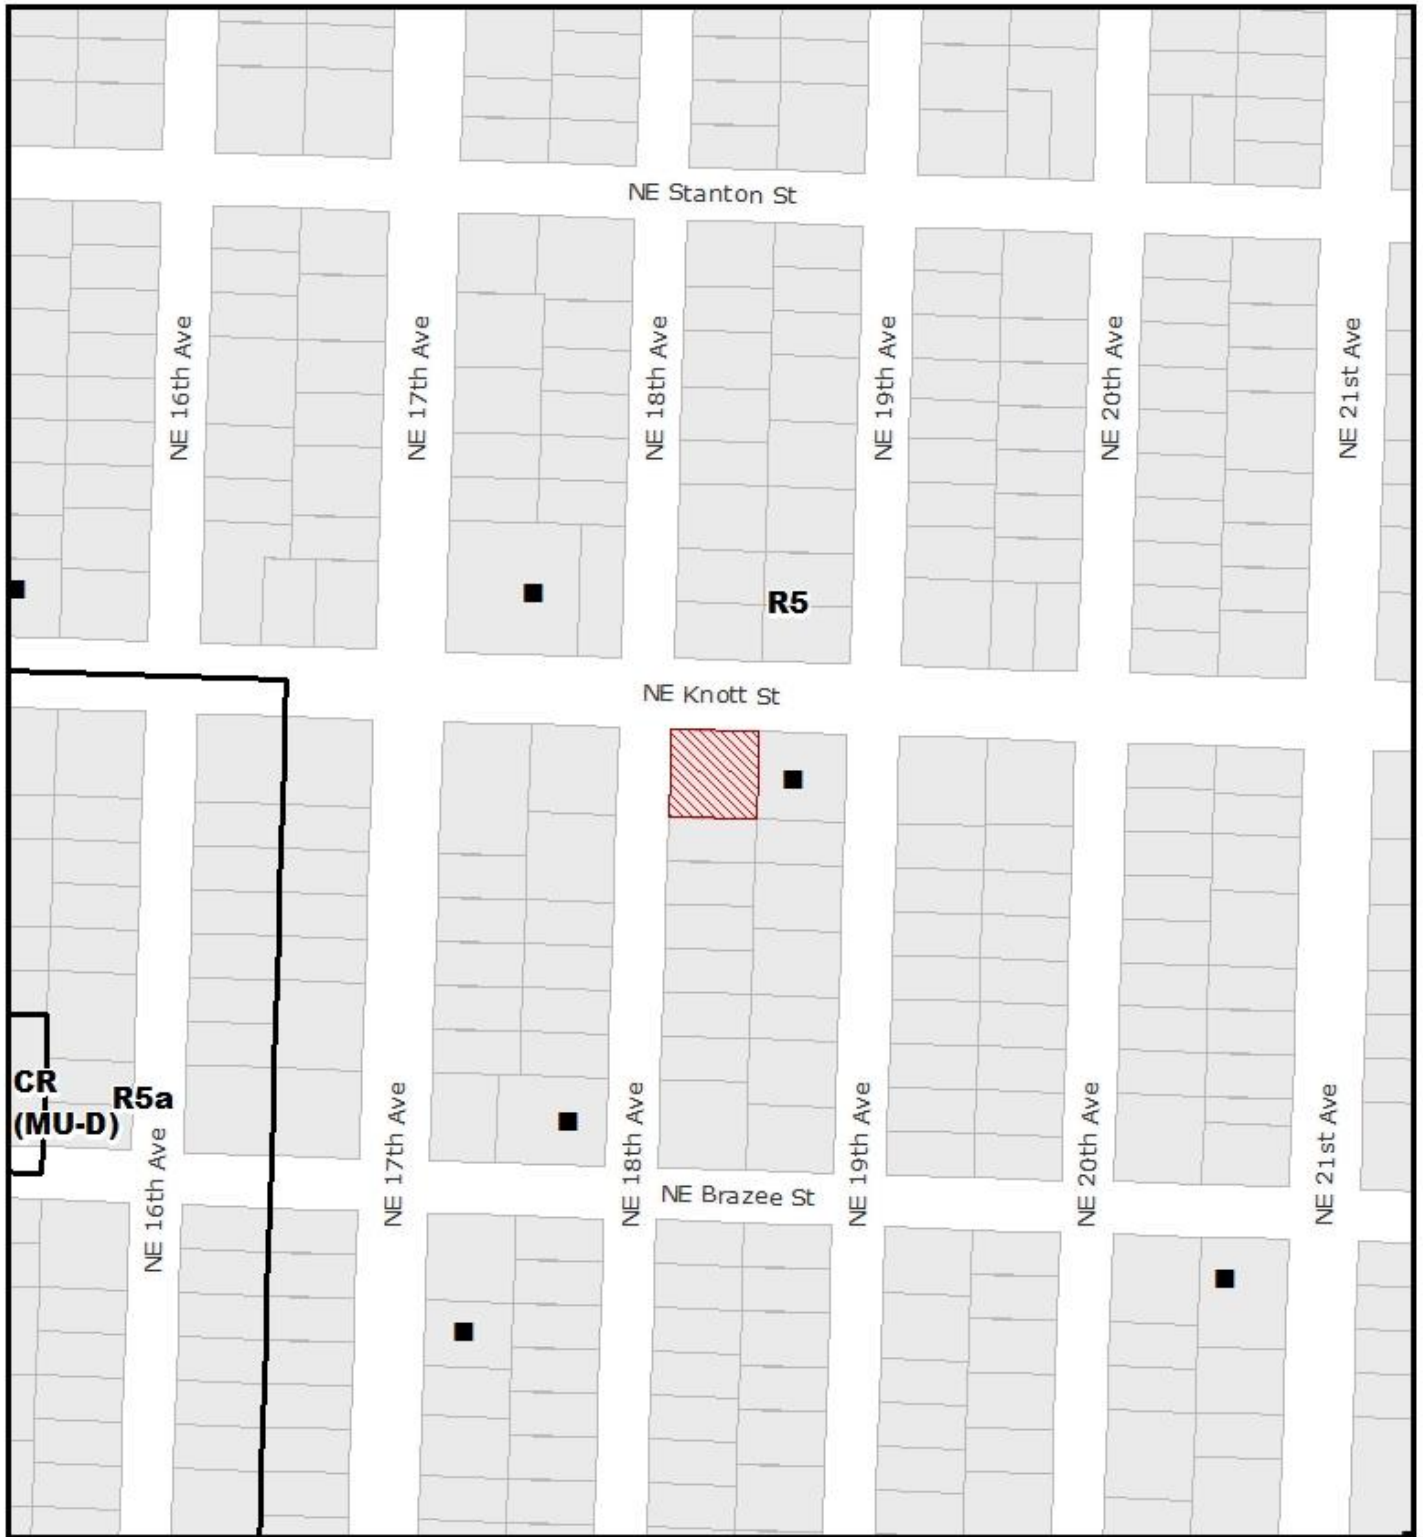 NE Stanton St
NE 16th Ave
NE 17th Ave
NE 18th Ave
NE 19th Ave
NE 20th Ave
NE 21st Ave
R5
NE Knott St
CR
(MU-D)
R5a
NE 16th Ave
NE 17th Ave
NE 18th Ave
NE 19th Ave
NE 20th Ave
NE 21st Ave
NE Brazee St